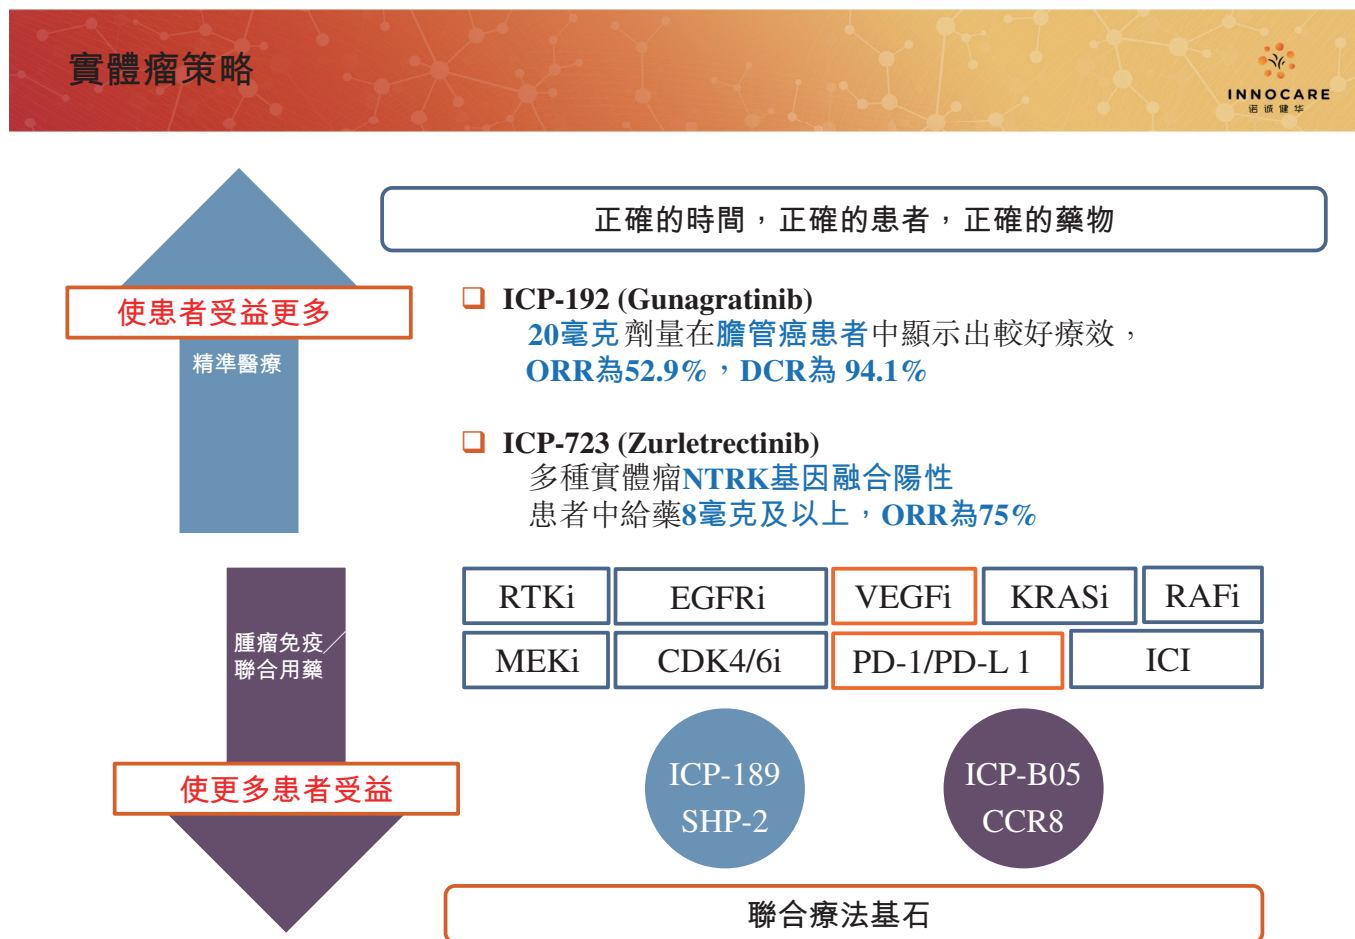 實體瘤策略
INNOCARE
诺诚健华
正確的時間，正確的患者，正確的藥物
使患者受益更多
精準醫療
❑ ICP-192 (Gunagratinib)
20毫克劑量在膽管癌患者中顯示出較好療效，
ORR為52.9%，DCR為 94.1%
❑ ICP-723 (Zurletrectinib)
多種實體瘤NTRK基因融合陽性
患者中給藥8毫克及以上，ORR為75%
腫瘤免疫／
聯合用藥
使更多患者受益
RTKi EGFRi VEGFi KRASi RAFi
MEKi CDK4/6i PD-1/PD-L 1 ICI
ICP-189
SHP-2
ICP-B05
CCR8
聯合療法基石